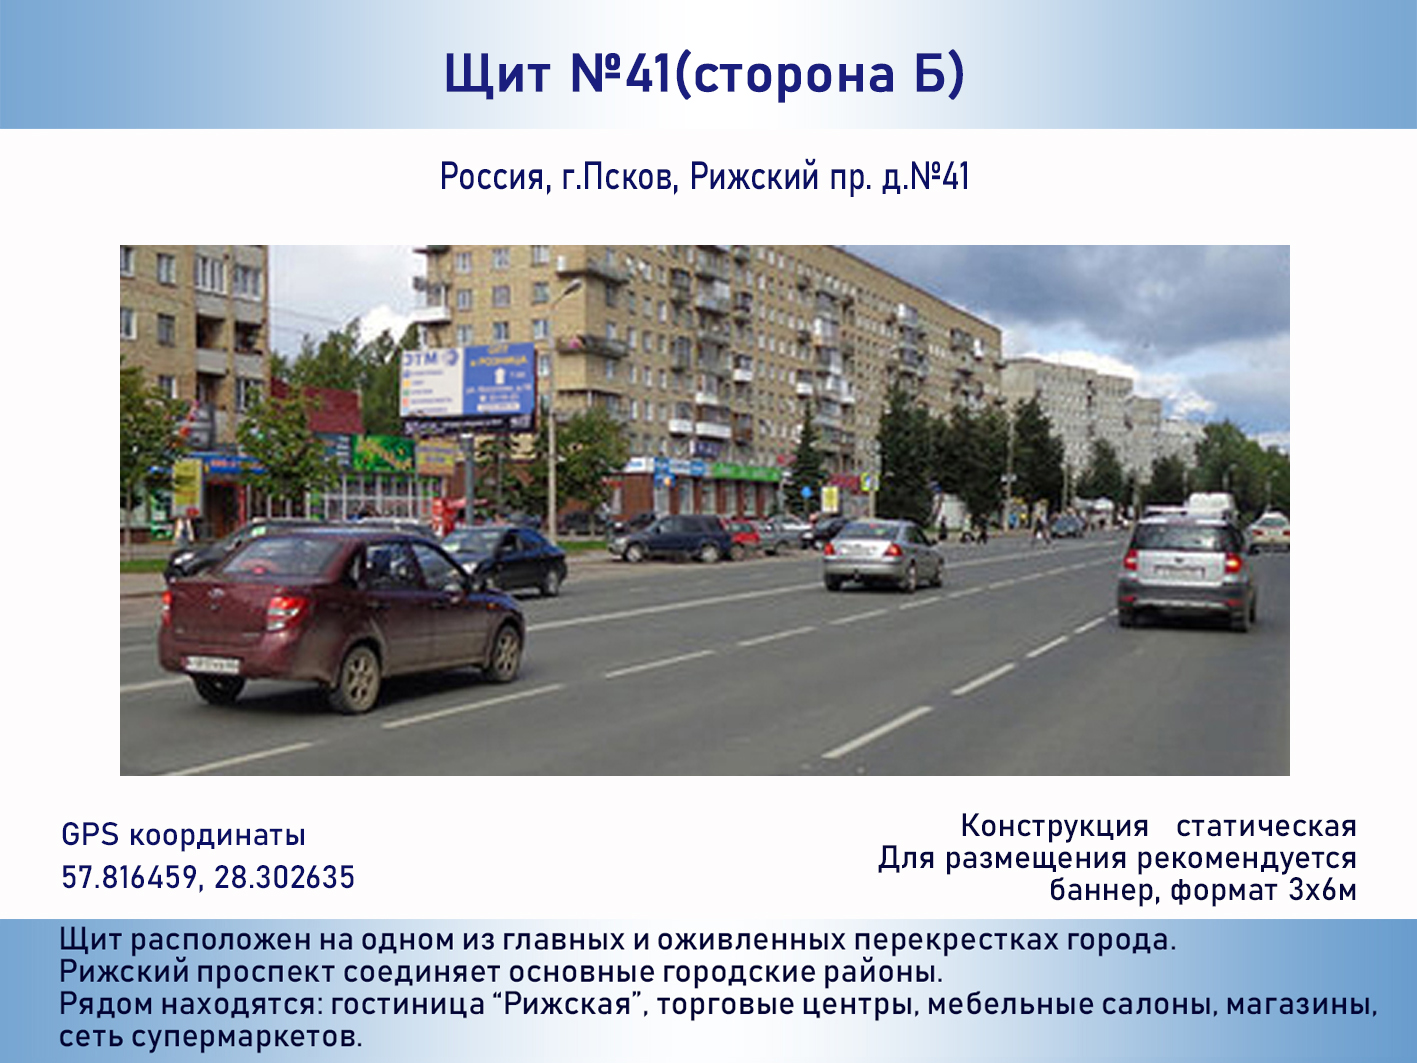 Щит №41(сторона Б)
Россия, г.Псков, Рижский пр. д.№41
ЭТМ
РОЗНИЦА
GPS координаты
57.816459, 28.302635
Конструкция статическая
Для размещения рекомендуется
баннер, формат 3х6м
Щит расположен на одном из главных и оживленных перекрестках города.
Рижский проспект соединяет основные городские районы.
Рядом находятся: гостиница “Рижская”, торговые центры, мебельные салоны, магазины,
сеть супермаркетов.